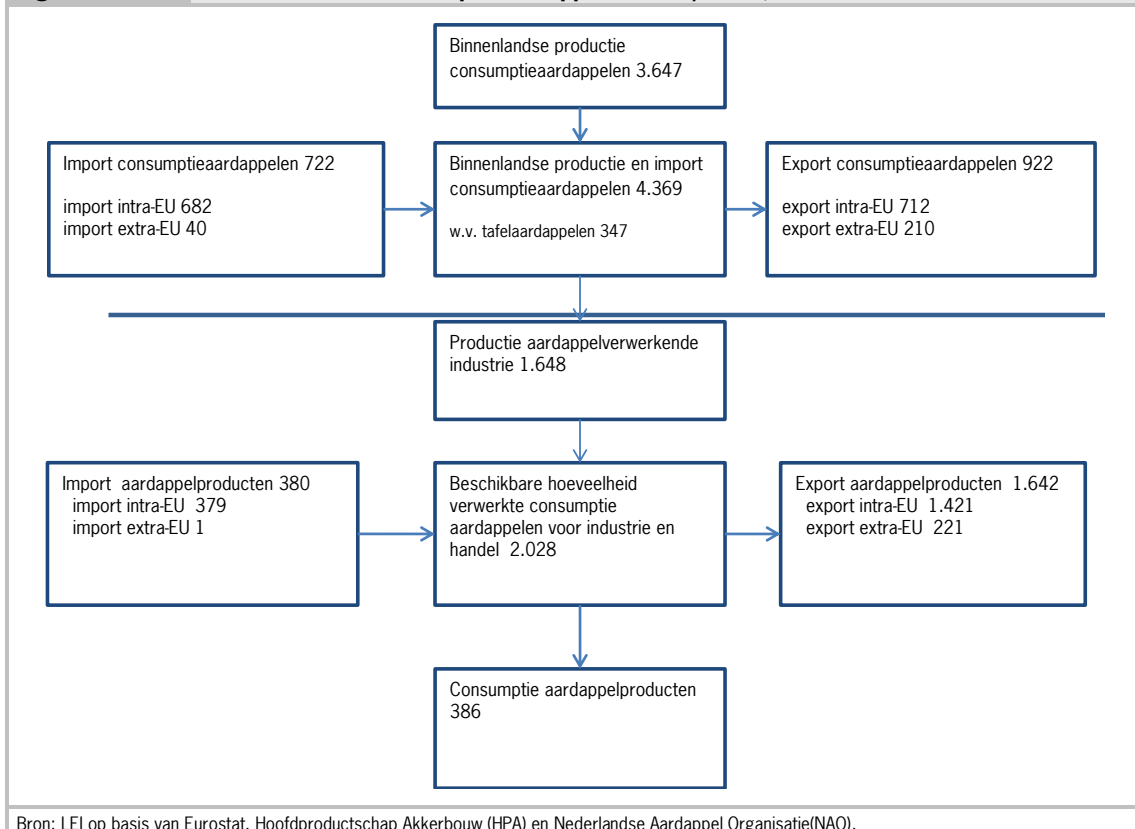 Binnenlandse productie
consumptieaardappelen 3.647
Import consumptieaardappelen 722
import intra-EU 682
import extra-EU 40
Binnenlandse productie en import
consumptieaardappelen 4.369
w.v. tafelaardappelen 347
Export consumptieaardappelen 922
export intra-EU 712
export extra-EU 210
Productie aardappelverwerkende
industrie 1.648
Import aardappelproducten 380
import intra-EU 379
import extra-EU 1
Beschikbare hoeveelheid
verwerkte consumptie
aardappelen voor industrie en
handel 2.028
Export aardappelproducten 1.642
export intra-EU 1.421
export extra-EU 221
Consumptie aardappelproducten
386
Bron: LEI op basis van Eurostat, Hoofdproductschap Akkerbouw (HPA) en Nederlandse Aardappel Organisatie(NAO).